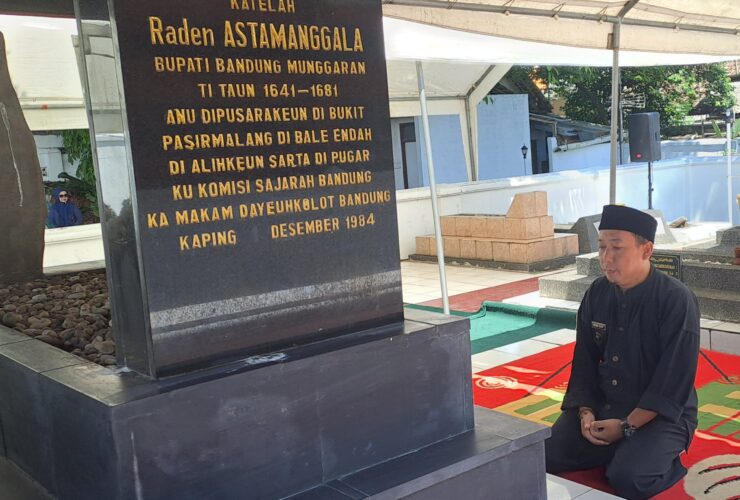 KATELAH
Raden ASTAMANGGALA
BUPATI BANDUNG MUNGGARAN
TI TAUN 1641-1681
ANU DIPUSARAKEUN DI BUKIT
PASIRMALANG DI BALE ENDAH
DI ALIHKEUN SARTA DI PUGAR
KU KOMISI SAJARAH BANDUNG
KA MAKAM DAYEUHKOLOT BANDUNG
KAPING DESEMBER 1984